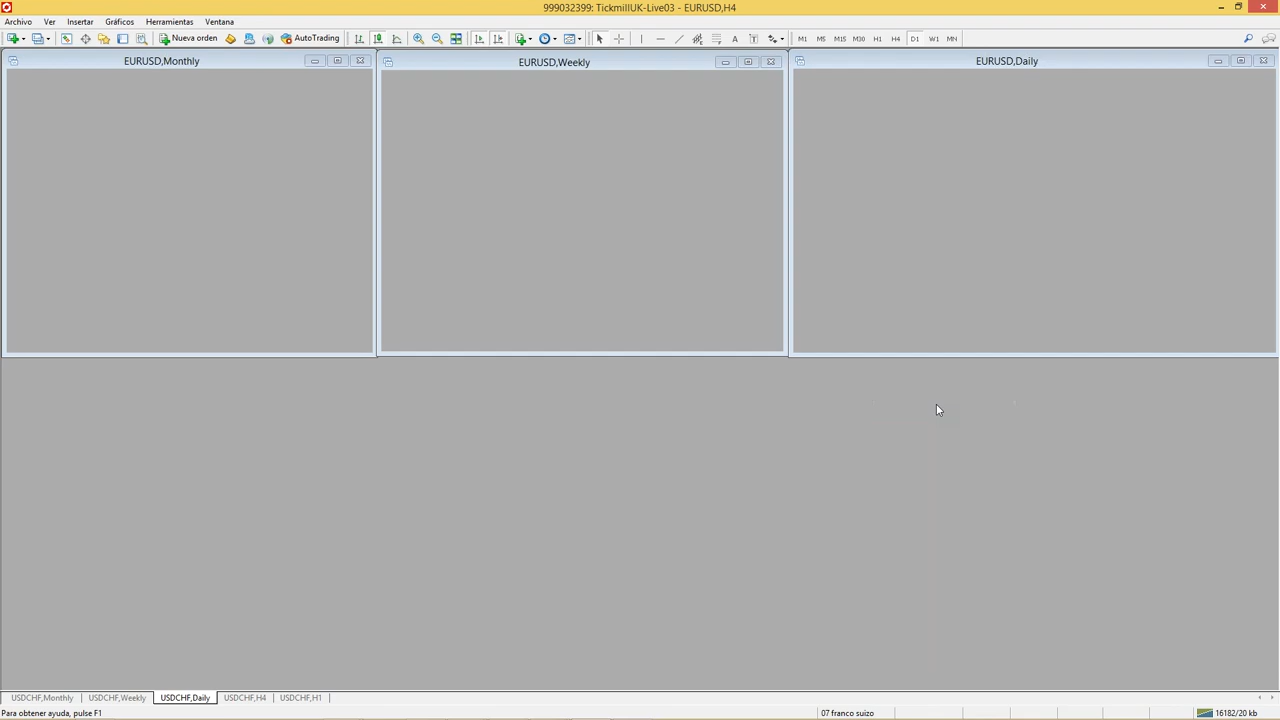 999032399: TickmillUK-Live03 - EURUSD,H4
Archivo Ver Insertar Gráficos Herramientas Ventana
Nueva orden AutoTrading A T M1 M5 M15 M30 H1 H4 D1 W1 MN
EURUSD,Monthly
EURUSD,Weekly
EURUSD,Daily
USDCHF,Monthly USDCHF,Weekly USDCHF,Daily USDCHF,H4 USDCHF,H1
Para obtener ayuda, pulse F1 07 franco suizo 16182/20 kb